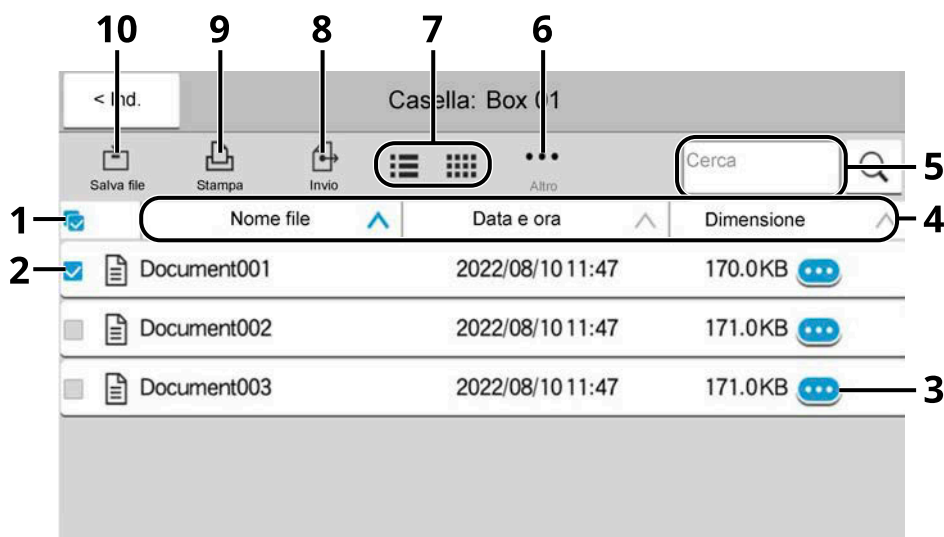 10 9 8 7 6
< Ind. Casella: Box 01
Cerca 5
Salva file Stampa Invio Altro
1 Nome file Data e ora Dimensione 4
2 Document001 2022/08/10 11:47 170.0KB
Document002 2022/08/10 11:47 171.0KB
Document003 2022/08/10 11:47 171.0KB 3